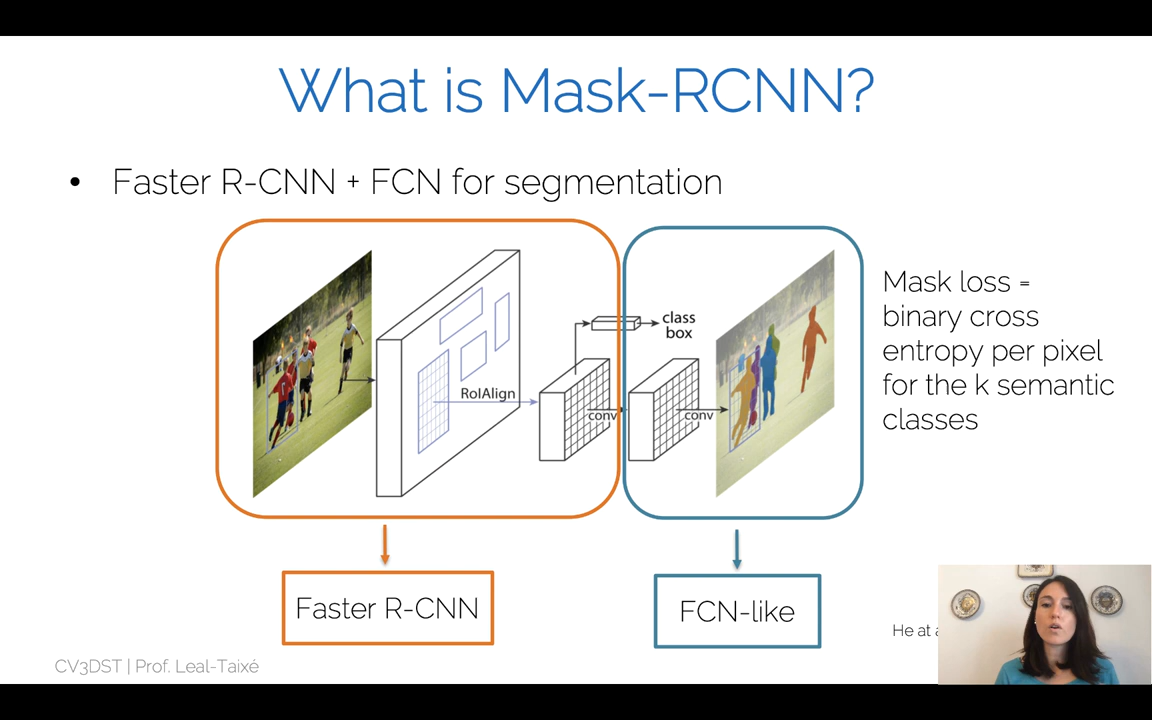 What is Mask-RCNN?
• Faster R-CNN + FCN for segmentation
RoIAlign
class
box
conv
conv
Mask loss =
binary cross
entropy per pixel
for the k semantic
classes
Faster R-CNN
FCN-like
He at
CV3DST | Prof. Leal-Taixé